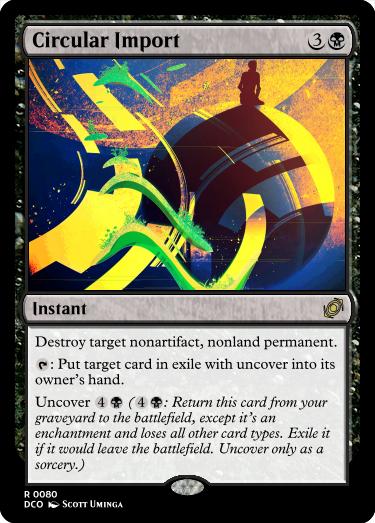 Circular Import 3
Instant
Destroy target nonartifact, nonland permanent.
: Put target card in exile with uncover into its
owner's hand.
Uncover 4 ( 4 : Return this card from your
graveyard to the battlefield, except it's an
enchantment and loses all other card types. Exile it
if it would leave the battlefield. Uncover only as a
sorcery.)
R 0080
DCO Scott Uminga